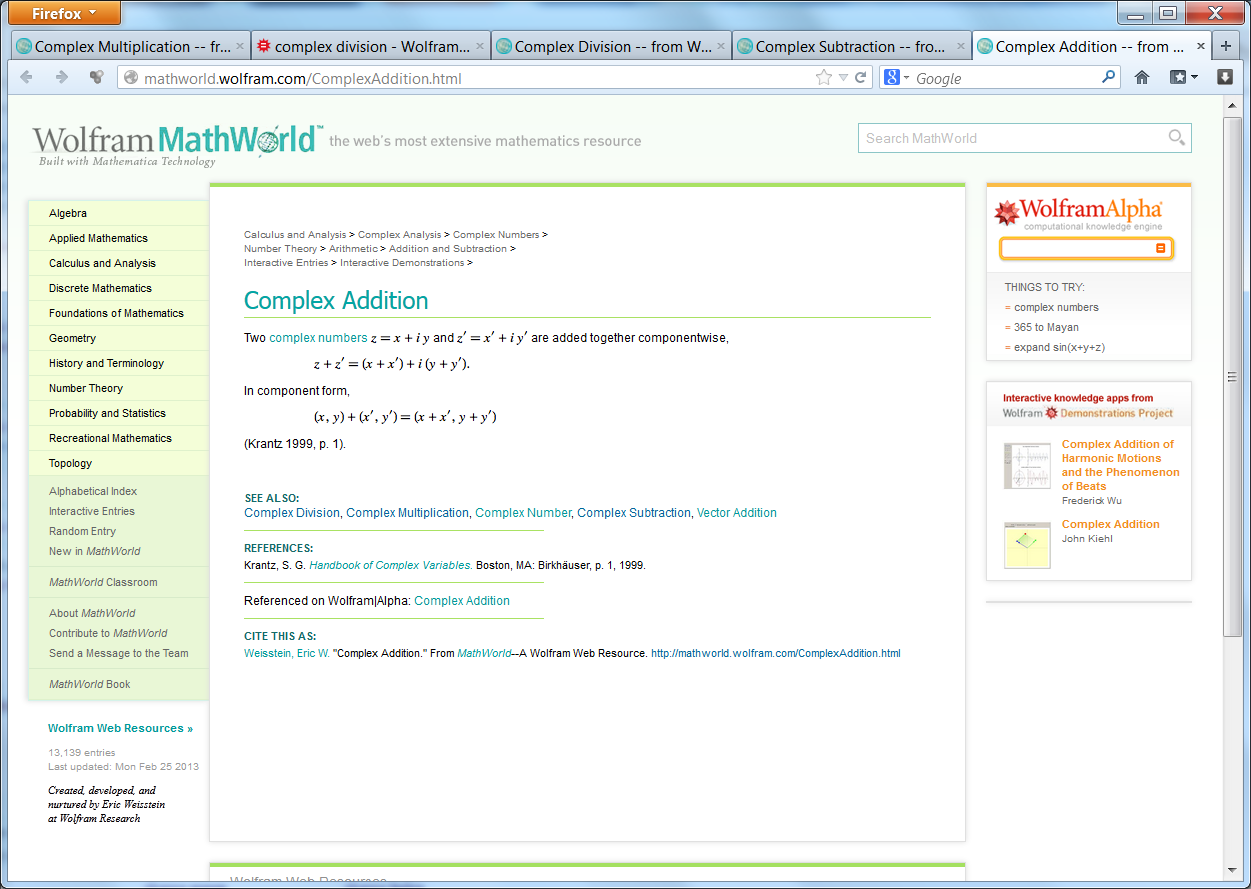 Firefox
Complex Multiplication -- fr...
complex division - Wolfram...
Complex Division -- from W...
Complex Subtraction -- fro...
Complex Addition -- from ...
mathworld.wolfram.com/ComplexAddition.html
Google
Wolfram MathWorld™ the web's most extensive mathematics resource
Built with Mathematica Technology
Search MathWorld
Algebra
Applied Mathematics
Calculus and Analysis
Discrete Mathematics
Foundations of Mathematics
Geometry
History and Terminology
Number Theory
Probability and Statistics
Recreational Mathematics
Topology
Alphabetical Index
Interactive Entries
Random Entry
New in MathWorld
MathWorld Classroom
About MathWorld
Contribute to MathWorld
Send a Message to the Team
MathWorld Book
Wolfram Web Resources »
13,139 entries
Last updated: Mon Feb 25 2013
Created, developed, and
nurtured by Eric Weisstein
at Wolfram Research
Calculus and Analysis > Complex Analysis > Complex Numbers >
Number Theory > Arithmetic > Addition and Subtraction >
Interactive Entries > Interactive Demonstrations >
Complex Addition
Two complex numbers z = x + i y and z′ = x′ + i y′ are added together componentwise,
z + z′ = (x + x′) + i (y + y′).
In component form,
(x, y) + (x′, y′) = (x + x′, y + y′)
(Krantz 1999, p. 1).
SEE ALSO:
Complex Division, Complex Multiplication, Complex Number, Complex Subtraction, Vector Addition
REFERENCES:
Krantz, S. G. Handbook of Complex Variables. Boston, MA: Birkhäuser, p. 1, 1999.
Referenced on Wolfram|Alpha: Complex Addition
CITE THIS AS:
Weisstein, Eric W. "Complex Addition." From MathWorld--A Wolfram Web Resource. http://mathworld.wolfram.com/ComplexAddition.html
WolframAlpha
computational knowledge engine
THINGS TO TRY:
= complex numbers
= 365 to Mayan
= expand sin(x+y+z)
Interactive knowledge apps from
Wolfram Demonstrations Project
Complex Addition of
Harmonic Motions
and the Phenomenon
of Beats
Frederick Wu
Complex Addition
John Kiehl
Wolfram Web Resources